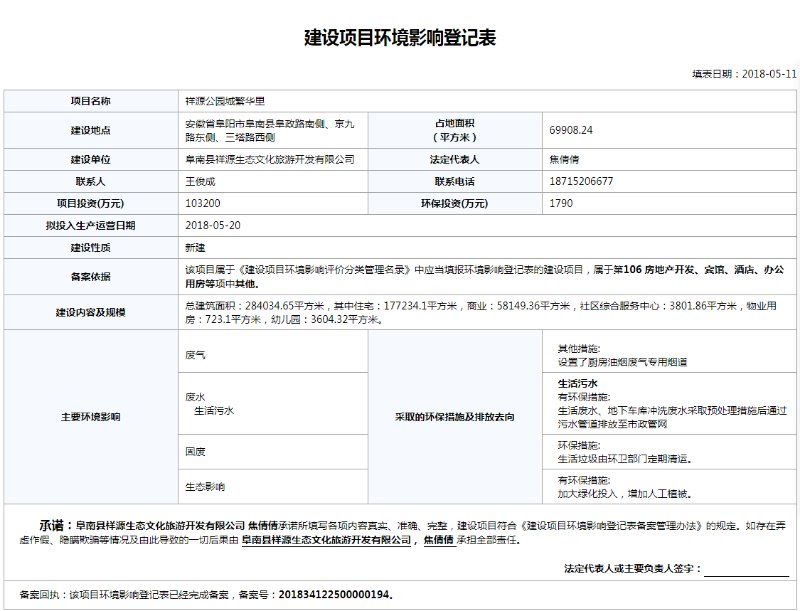 建设项目环境影响登记表
填表日期：2018-05-11
项目名称 祥源公园城繁华里
建设地点 安徽省阜阳市阜南县阜政路南侧、京九
路东侧、三塔路西侧 占地面积
（平方米） 69908.24
建设单位 阜南县祥源生态文化旅游开发有限公司 法定代表人 焦倩倩
联系人 王俊成 联系电话 18715206677
项目投资(万元) 103200 环保投资(万元) 1790
拟投入生产运营日期 2018-05-20
建设性质 新建
备案依据 该项目属于《建设项目环境影响评价分类管理名录》中应当填报环境影响登记表的建设项目，属于第106 房地产开发、宾馆、酒店、办公
用房等项中其他。
建设内容及规模 总建筑面积：284034.65平方米，其中住宅：177234.1平方米，商业：58149.36平方米，社区综合服务中心：3801.86平方米，物业用
房：723.1平方米，幼儿园：3604.32平方米。
主要环境影响
废气
采取的环保措施及排放去向
其他措施:
设置了厨房油烟废气专用烟道
废水
生活污水
生活污水
有环保措施:
生活废水、地下车库冲洗废水采取预处理措施后通过
污水管道排放至市政管网
固废
环保措施:
生活垃圾由环卫部门定期清运。
生态影响
有环保措施:
加大绿化投入，增加人工植被。
承诺：阜南县祥源生态文化旅游开发有限公司 焦倩倩承诺所填写各项内容真实、准确、完整，建设项目符合《建设项目环境影响登记表备案管理办法》的规定。如存在弄
虚作假、隐瞒欺骗等情况及由此导致的一切后果由 阜南县祥源生态文化旅游开发有限公司， 焦倩倩 承担全部责任。
法定代表人或主要负责人签字：
备案回执：该项目环境影响登记表已经完成备案，备案号：201834122500000194。